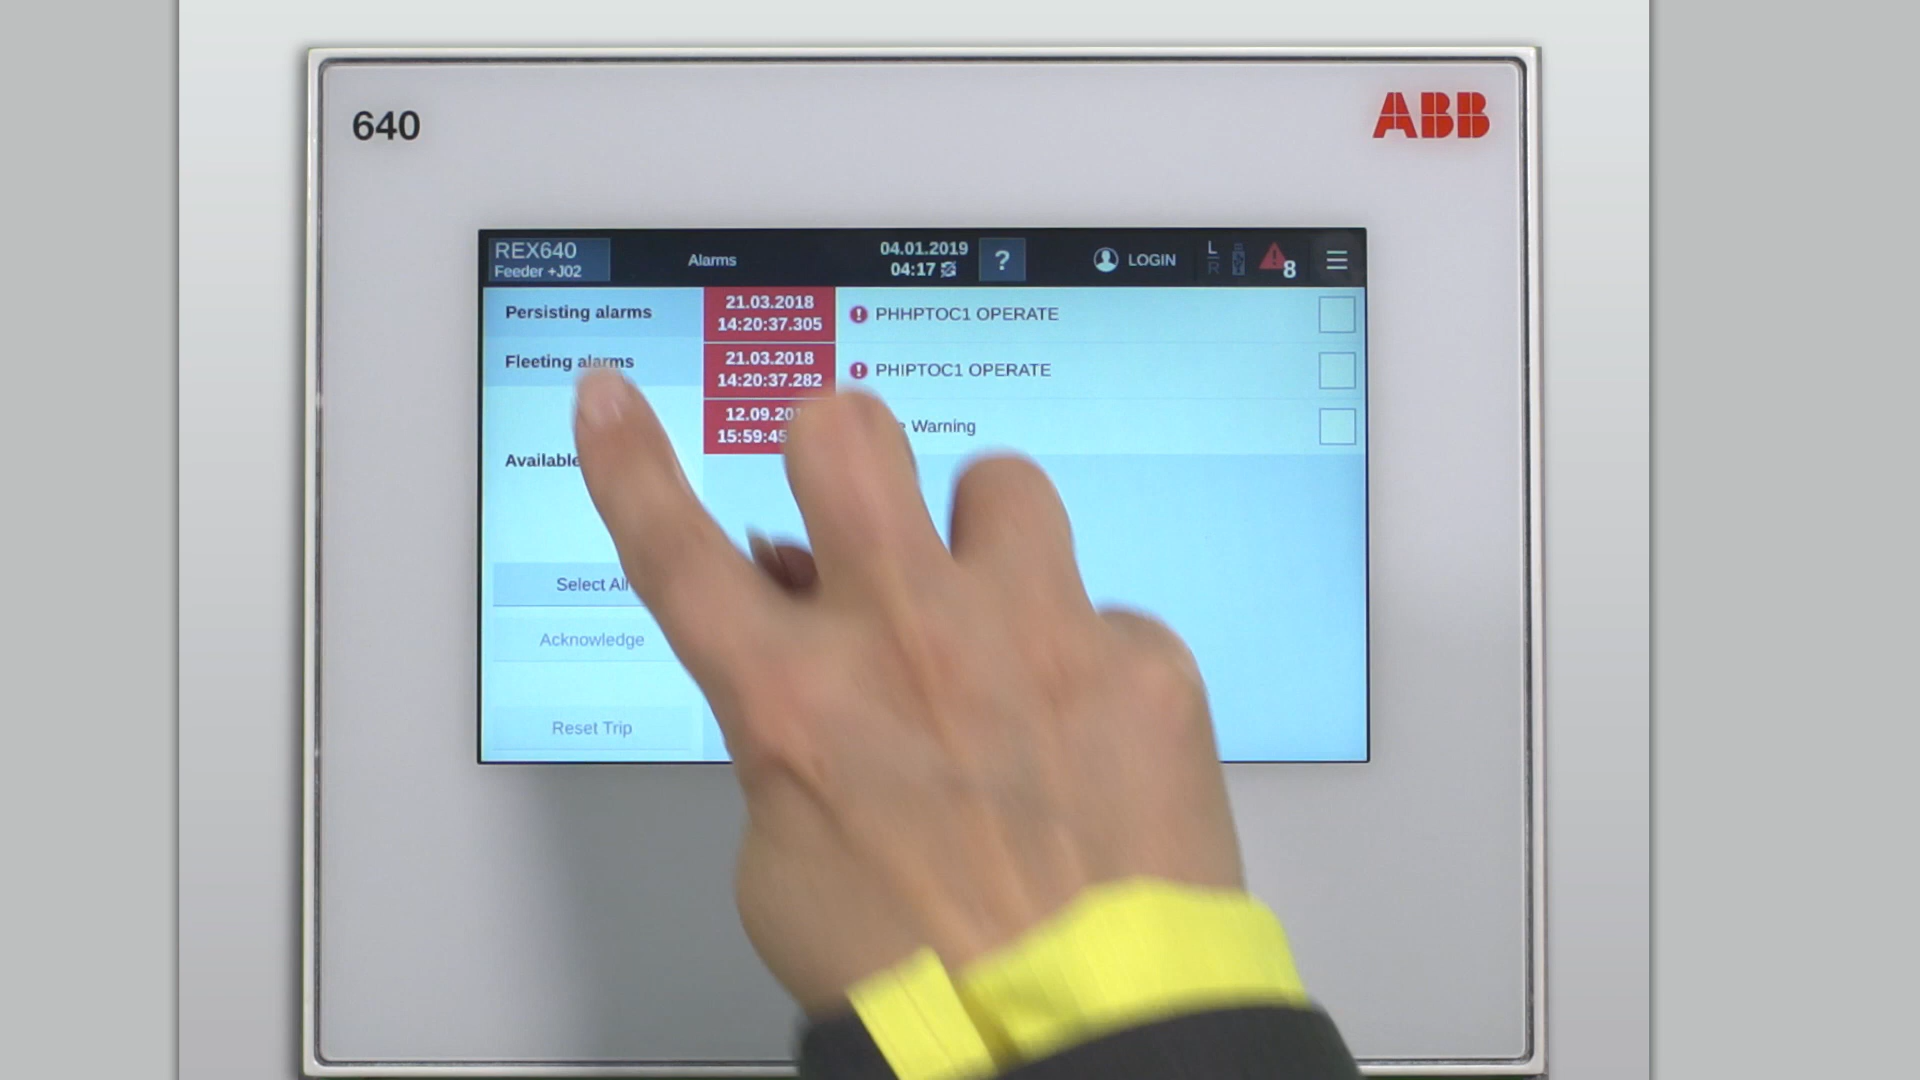 640
ABB
REX640
Feeder +J02
Alarms
04.01.2019
04:17
?
LOGIN
L
R
8
Persisting alarms
Fleeting alarms
Available
Select All
Acknowledge
Reset Trip
21.03.2018
14:20:37.305
PHHPTOC1 OPERATE
21.03.2018
14:20:37.282
PHIPTOC1 OPERATE
12.09.20
15:59:45
Warning